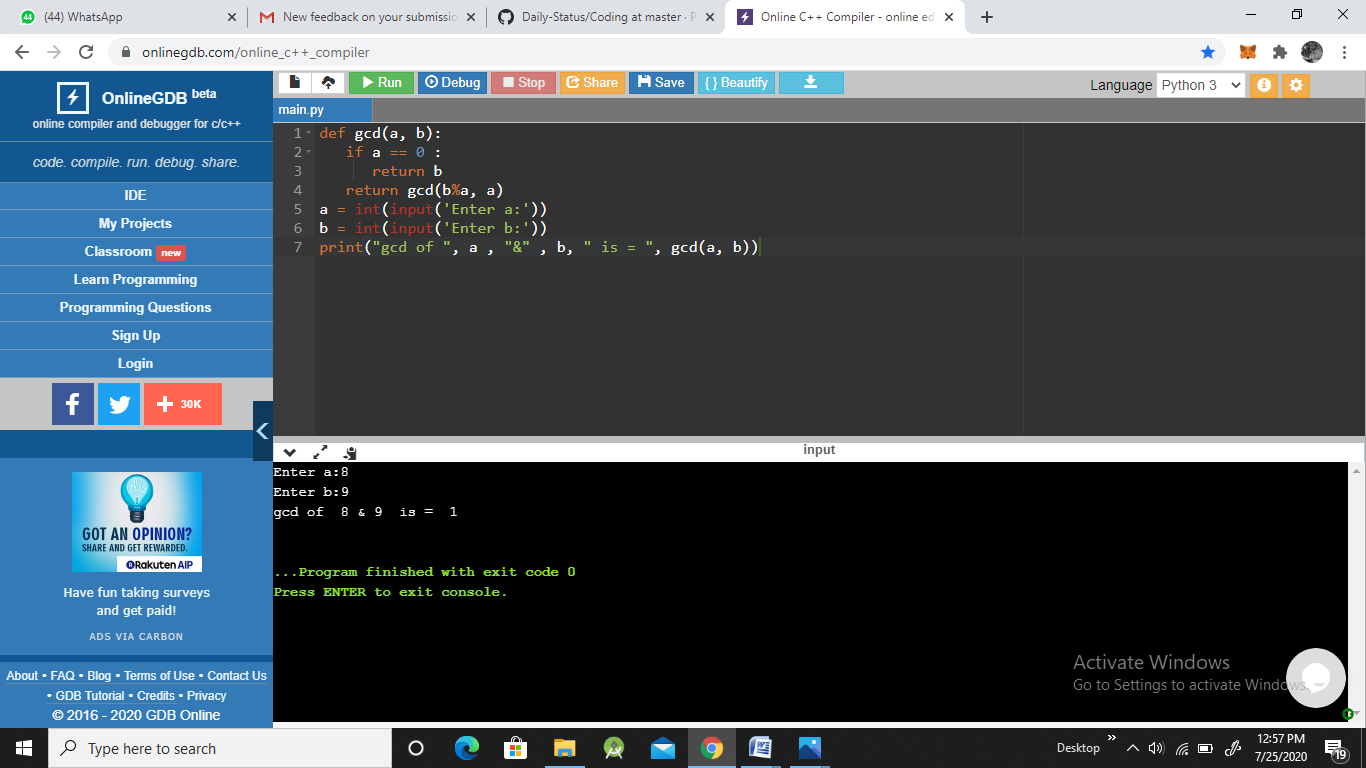 (44) WhatsApp
New feedback on your submissio
Daily-Status/Coding at master · P
Online C++ Compiler - online ed
onlinegdb.com/online_c++_compiler
OnlineGDB beta
online compiler and debugger for c/c++
code. compile. run. debug. share.
IDE
My Projects
Classroom new
Learn Programming
Programming Questions
Sign Up
Login
30K
GOT AN OPINION?
SHARE AND GET REWARDED.
Rakuten AIP
Have fun taking surveys
and get paid!
ADS VIA CARBON
About • FAQ • Blog • Terms of Use • Contact Us
• GDB Tutorial • Credits • Privacy
© 2016 - 2020 GDB Online
Run Debug Stop Share Save { } Beautify
Language Python 3
main.py
1 def gcd(a, b):
2    if a == 0 :
3       return b
4    return gcd(b%a, a)
5 a = int(input('Enter a:'))
6 b = int(input('Enter b:'))
7 print("gcd of ", a , "&" , b, " is = ", gcd(a, b))
input
Enter a:8
Enter b:9
gcd of  8 & 9  is =  1
...Program finished with exit code 0
Press ENTER to exit console.
Activate Windows
Go to Settings to activate Windows.
Type here to search
Desktop
12:57 PM
7/25/2020
19